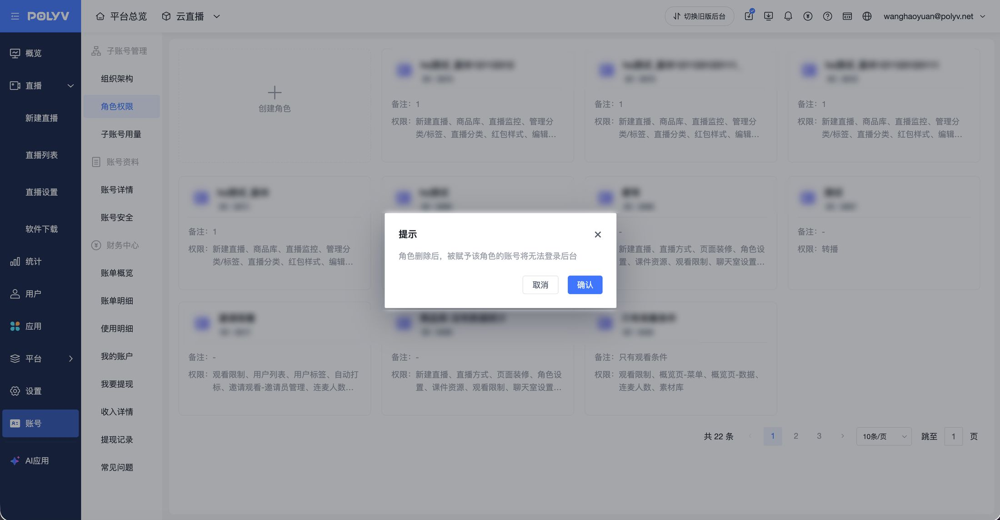 POLYV
平台总览
云直播
切换旧版后台
wanghaoyuan@polyv.net
概览
直播
新建直播
直播列表
直播设置
软件下载
统计
用户
应用
平台
设置
账号
AI应用
子账号管理
组织架构
角色权限
子账号用量
账号资料
账号详情
账号安全
财务中心
账单概览
账单明细
使用明细
我的账户
我要提现
收入详情
提现记录
常见问题
创建角色
备注：1
权限：新建直播、商品库、直播监控、管理分
类/标签、直播分类、红包样式、编辑...
备注：1
权限：新建直播、商品库、直播监控、管理分
类/标签、直播分类、红包样式、编辑...
备注：1
权限：新建直播、商品库、直播监控、管理分
类/标签、直播分类、红包样式、编辑...
备注：1
权限：新建直播、商品库、直播监控、管理分
类/标签、直播分类、红包样式、编辑...
-
新建直播、直播方式、页面装修、角色设
置、课件资源、观看限制、聊天室设置...
备注：-
权限：转播
提示
角色删除后，被赋予该角色的账号将无法登录后台
取消
确认
备注：-
权限：观看限制、用户列表、用户标签、自动打
标、邀请观看-邀请员管理、连麦人数...
备注：-
权限：新建直播、直播方式、页面装修、角色设
置、课件资源、观看限制、聊天室设置...
备注：只有观看条件
权限：观看限制、概览页-菜单、概览页-数据、
连麦人数、素材库
共 22 条 1 2 3 10条/页 跳至 1 页